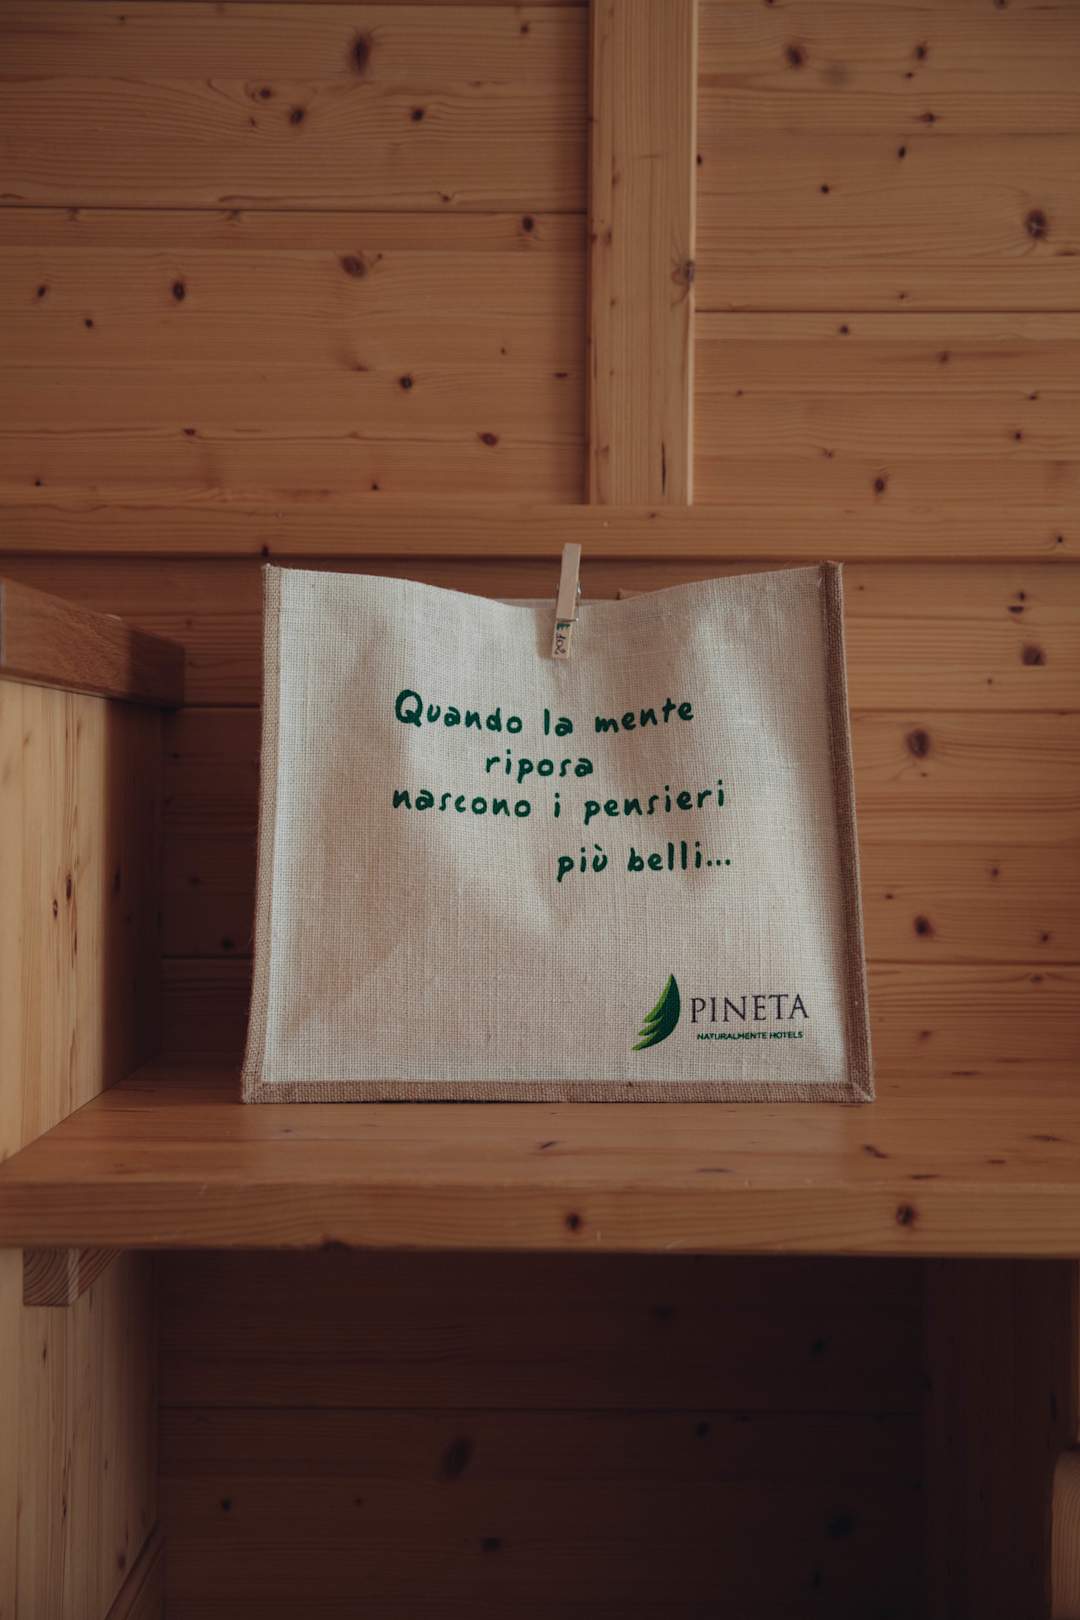 Quando la mente
riposa
nascono i pensieri
più belli...
PINETA
NATURALMENTE HOTELS